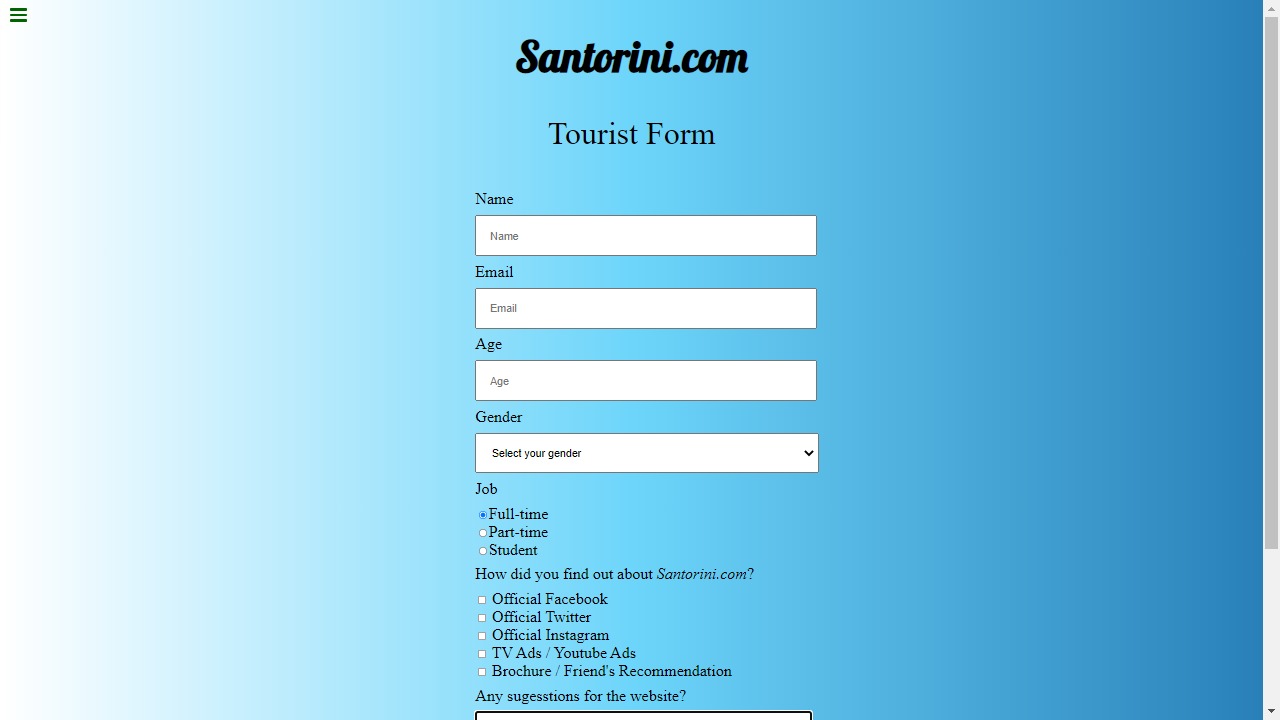 Santorini.com
Tourist Form
Name
Name
Email
Email
Age
Age
Gender
Select your gender
Job
Full-time
Part-time
Student
How did you find out about Santorini.com?
Official Facebook
Official Twitter
Official Instagram
TV Ads / Youtube Ads
Brochure / Friend's Recommendation
Any sugesstions for the website?